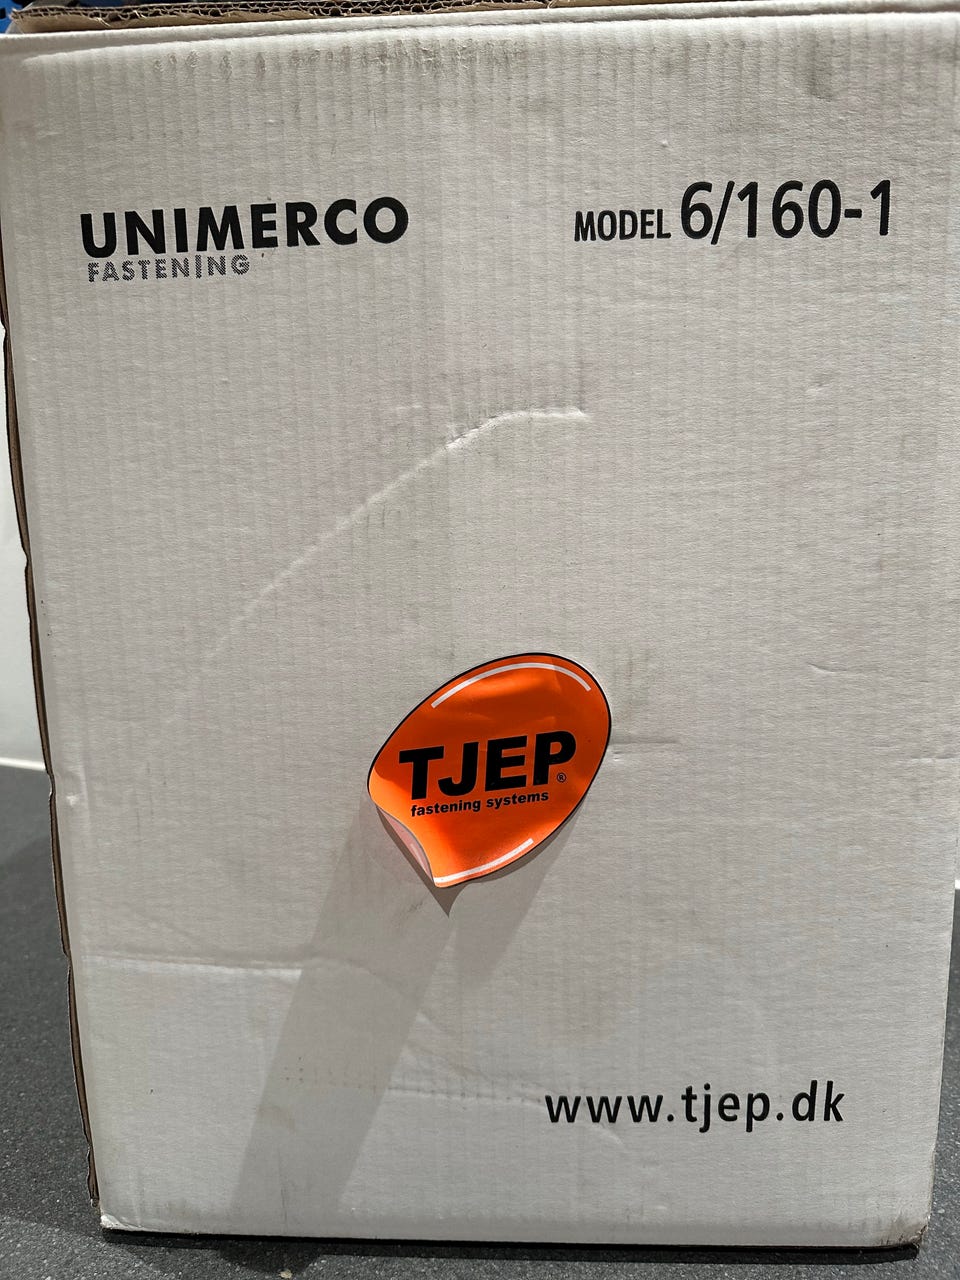 UNIMERCO
FASTENING
MODEL 6/160-1
TJEP®
fastening systems
www.tjep.dk